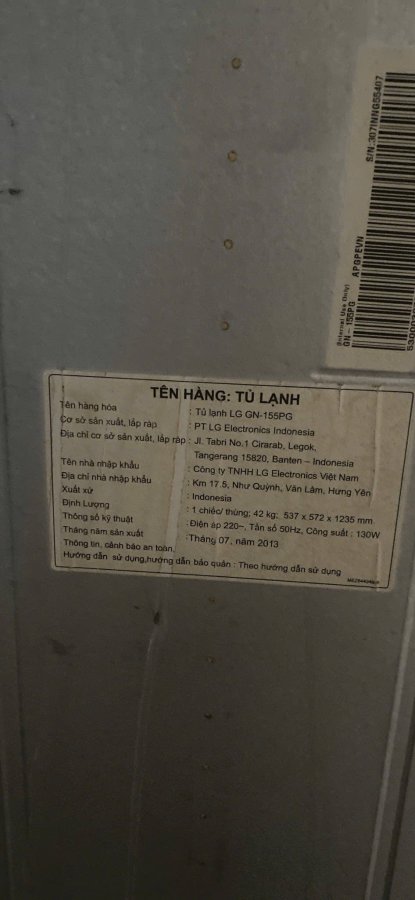 S/N:307INNG55407
APGPEVN
(Internal Use Only)
GN - 155PG
TÊN HÀNG: TỦ LẠNH
Tên hàng hóa : Tủ lạnh LG GN-155PG
Cơ sở sản xuất, lắp ráp : PT LG Electronics Indonesia
Địa chỉ cơ sở sản xuất, lắp ráp : Jl. Tabri No.1 Cirarab, Legok,
Tangerang 15820, Banten – Indonesia
Tên nhà nhập khẩu : Công ty TNHH LG Electronics Việt Nam
Địa chỉ nhà nhập khẩu : Km 17.5, Như Quỳnh, Văn Lâm, Hưng Yên
Xuất xứ : Indonesia
Định Lượng : 1 chiếc/ thùng; 42 kg; 537 x 572 x 1235 mm
Thông số kỹ thuật : Điện áp 220~, Tần số 50Hz, Công suất : 130W
Tháng năm sản xuất : Tháng 07, năm 2013
Thông tin, cảnh báo an toàn,
Hướng dẫn sử dụng,hướng dẫn bảo quản : Theo hướng dẫn sử dụng